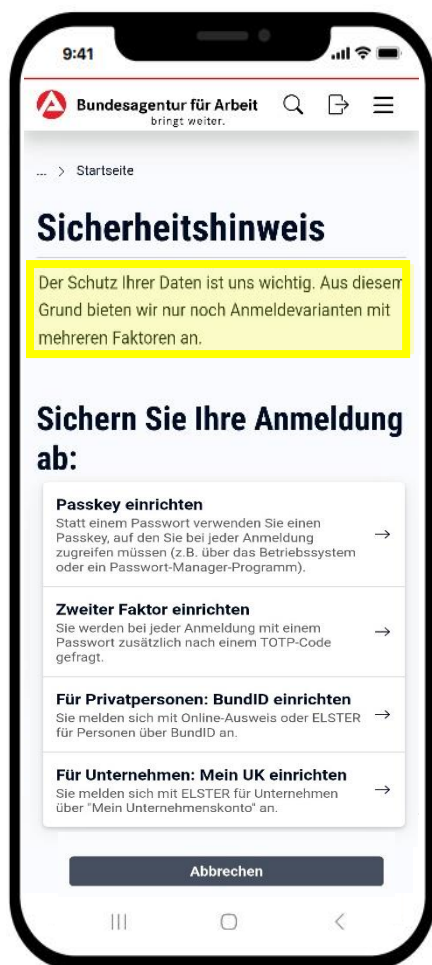 9:41
Bundesagentur für Arbeit
bringt weiter.
... > Startseite
Sicherheitshinweis
Der Schutz Ihrer Daten ist uns wichtig. Aus diesem
Grund bieten wir nur noch Anmeldevarianten mit
mehreren Faktoren an.
Sichern Sie Ihre Anmeldung
ab:
Passkey einrichten
Statt einem Passwort verwenden Sie einen
Passkey, auf den Sie bei jeder Anmeldung
zugreifen müssen (z.B. über das Betriebssystem
oder ein Passwort-Manager-Programm).
Zweiter Faktor einrichten
Sie werden bei jeder Anmeldung mit einem
Passwort zusätzlich nach einem TOTP-Code
gefragt.
Für Privatpersonen: BundID einrichten
Sie melden sich mit Online-Ausweis oder ELSTER
für Personen über BundID an.
Für Unternehmen: Mein UK einrichten
Sie melden sich mit ELSTER für Unternehmen
über "Mein Unternehmenskonto" an.
Abbrechen